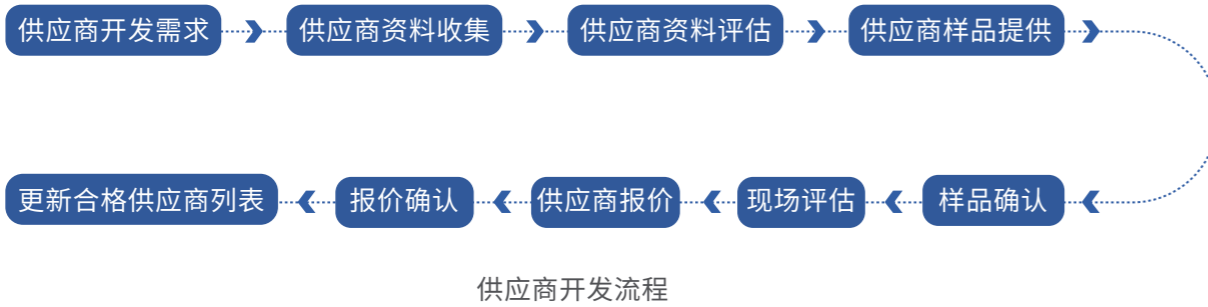 供应商开发需求
供应商资料收集
供应商资料评估
供应商样品提供
样品确认
现场评估
供应商报价
报价确认
更新合格供应商列表
供应商开发流程